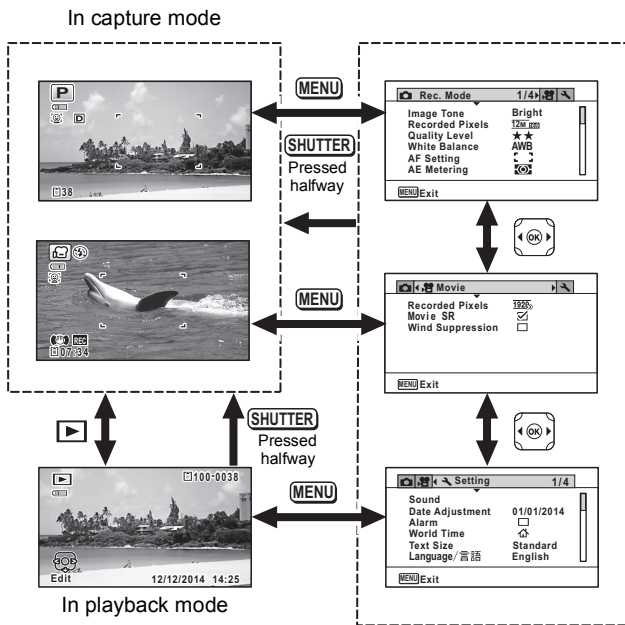 In capture mode
P
D
38
MENU
SHUTTER
Pressed
halfway
Rec. Mode 1/4
Image Tone Bright
Recorded Pixels 12M
Quality Level ★★
White Balance AWB
AF Setting
AE Metering
MENU Exit
OK
REC
07:34
MENU
Movie
Recorded Pixels 1920
Movie SR ☑
Wind Suppression ☐
MENU Exit
OK
SHUTTER
Pressed
halfway
MENU
100-0038
Edit 12/12/2014 14:25
In playback mode
Setting 1/4
Sound
Date Adjustment 01/01/2014
Alarm ☐
World Time
Text Size Standard
Language/言語 English
MENU Exit